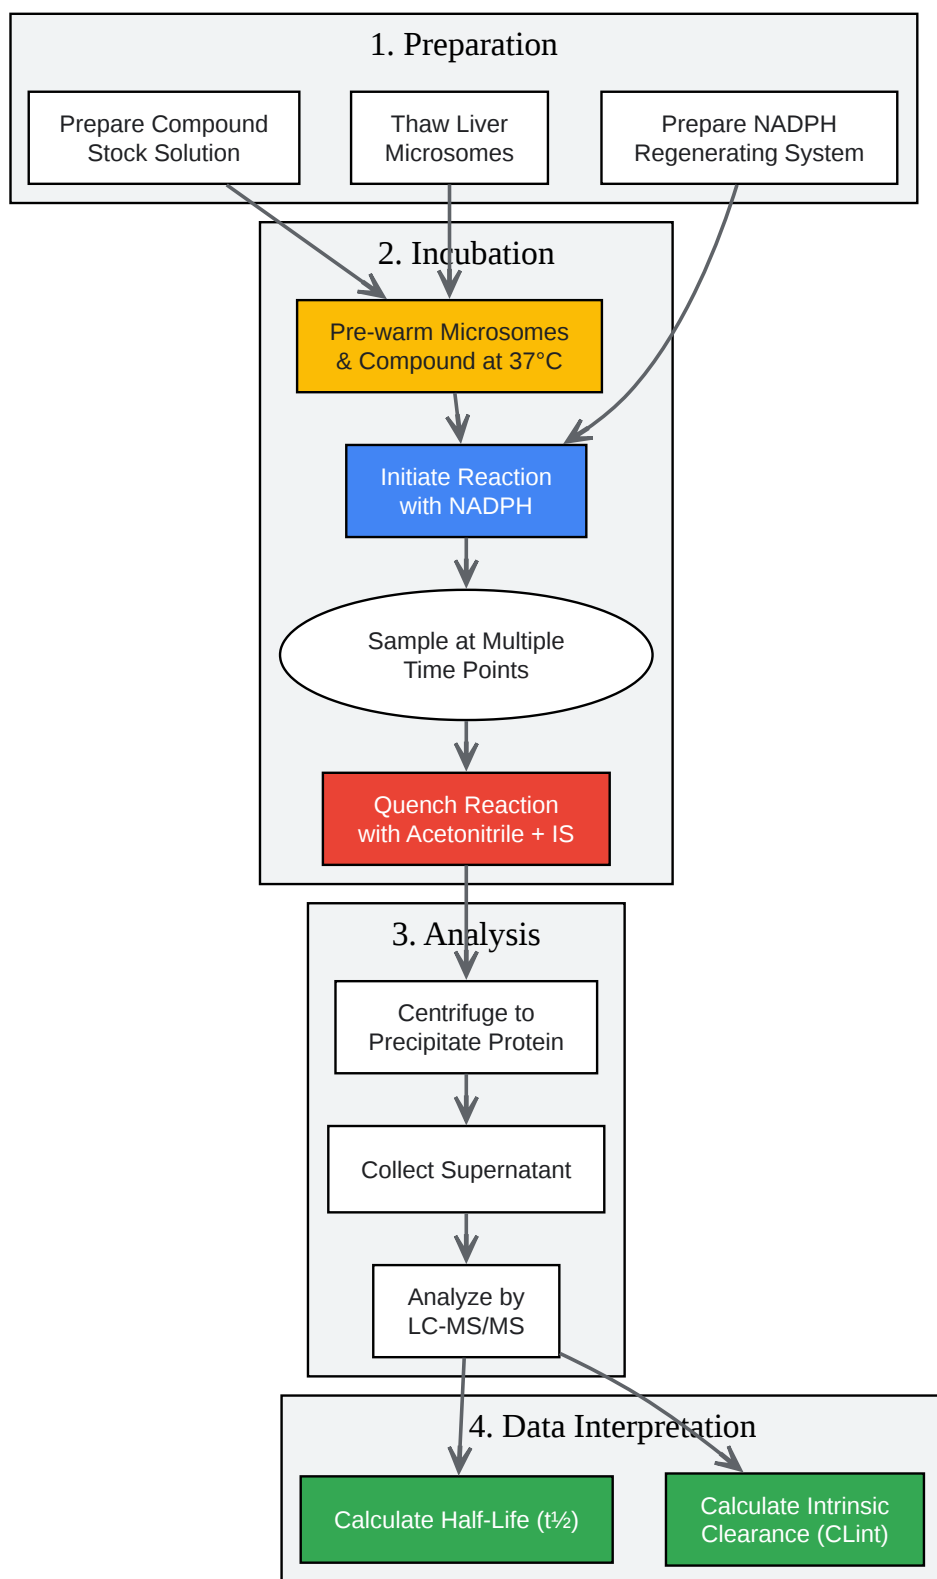 1. Preparation
Prepare Compound
Stock Solution
Thaw Liver
Microsomes
Prepare NADPH
Regenerating System
2. Incubation
Pre-warm Microsomes
& Compound at 37°C
Initiate Reaction
with NADPH
Sample at Multiple
Time Points
Quench Reaction
with Acetonitrile + IS
3. Analysis
Centrifuge to
Precipitate Protein
Collect Supernatant
Analyze by
LC-MS/MS
4. Data Interpretation
Calculate Half-Life (t½)
Calculate Intrinsic
Clearance (CLint)